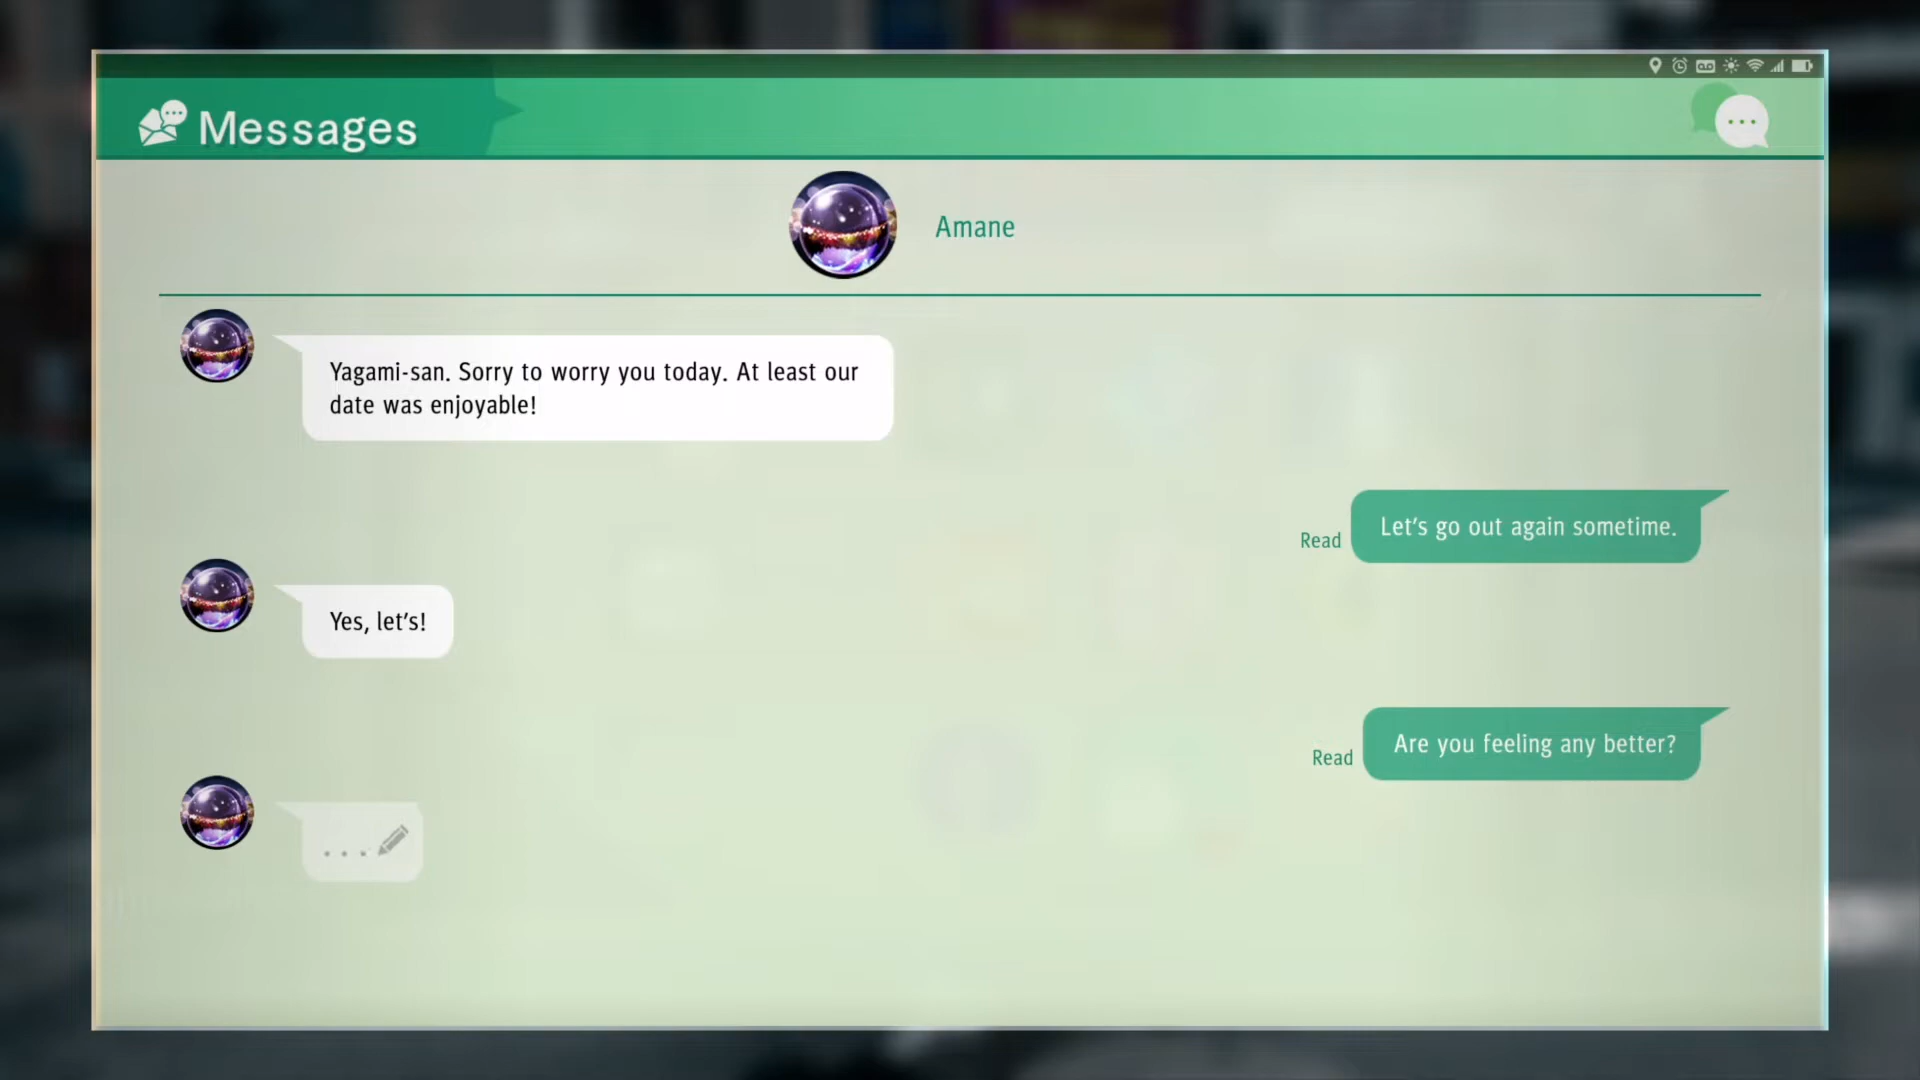 Messages
Amane
Yagami-san. Sorry to worry you today. At least our
date was enjoyable!
Let's go out again sometime.
Read
Yes, let's!
Are you feeling any better?
Read
...